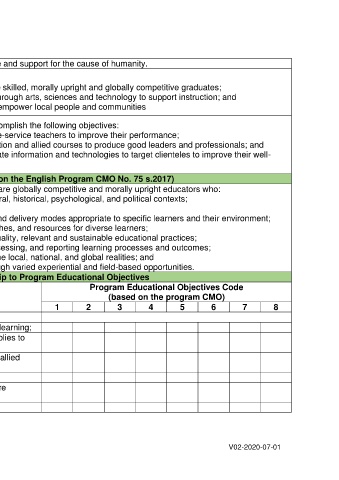 e and support for the cause of humanity.
skilled, morally upright and globally competitive graduates;
hrough arts, sciences and technology to support instruction; and
empower local people and communities
omplish the following objectives:
e-service teachers to improve their performance;
tion and allied courses to produce good leaders and professionals; and
ate information and technologies to target clienteles to improve their well-
on the English Program CMO No. 75 s.2017)
are globally competitive and morally upright educators who:
ral, historical, psychological, and political contexts;
nd delivery modes appropriate to specific learners and their environment;
hes, and resources for diverse learners;
uality, relevant and sustainable educational practices;
cessing, and reporting learning processes and outcomes;
he local, national, and global realities; and
gh varied experiential and field-based opportunities.
ip to Program Educational Objectives
Program Educational Objectives Code
(based on the program CMO)
1 2 3 4 5 6 7 8
learning;
plies to
allied
re
V02-2020-07-01